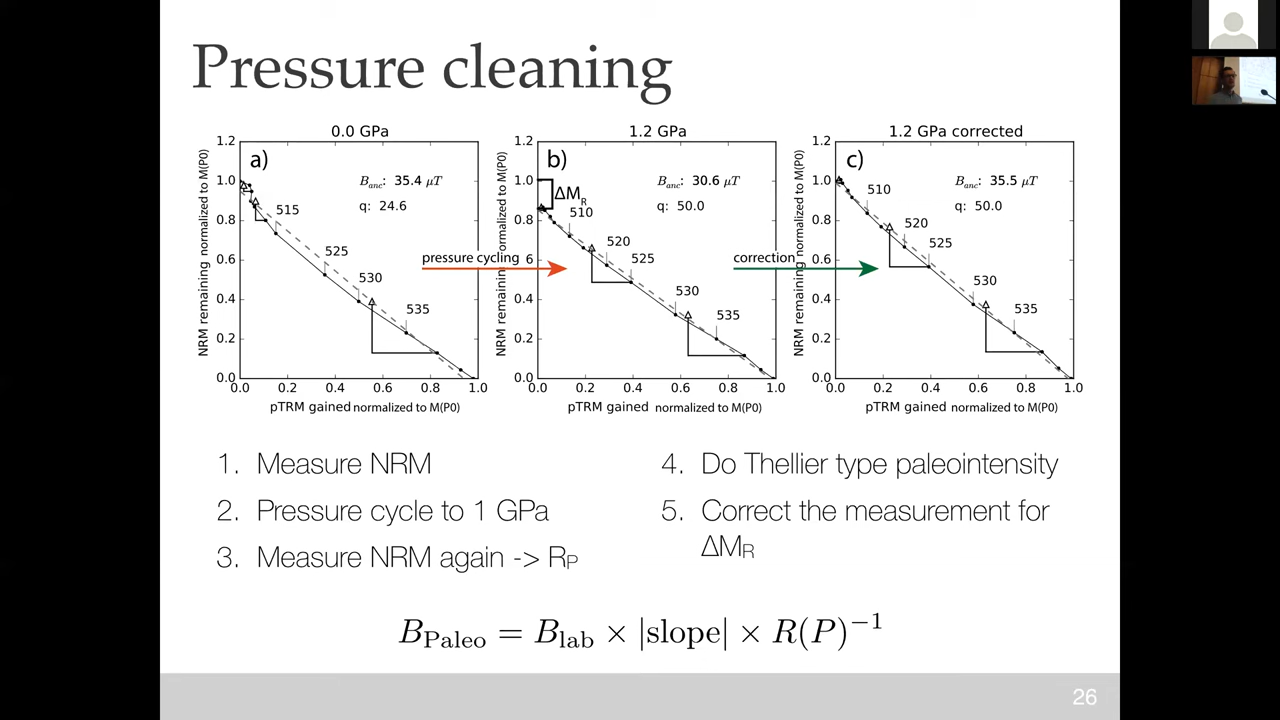 Pressure cleaning
0.0 GPa
a)
B_anc: 35.4 μT
q: 24.6
515
525
530
535
1.2
1.0
0.8
0.6
0.4
0.2
0.0
0.0 0.2 0.4 0.6 0.8 1.0
NRM remaining normalized to M(P0)
pTRM gained normalized to M(P0)
pressure cycling
1.2 GPa
b)
B_anc: 30.6 μT
q: 50.0
ΔM_R
510
520
525
530
535
1.2
1.0
0.8
0.6
0.4
0.2
0.0
0.0 0.2 0.4 0.6 0.8 1.0
NRM remaining normalized to M(P0)
pTRM gained normalized to M(P0)
correction
1.2 GPa corrected
c)
B_anc: 35.5 μT
q: 50.0
510
520
525
530
535
1.2
1.0
0.8
0.6
0.4
0.2
0.0
0.0 0.2 0.4 0.6 0.8 1.0
NRM remaining normalized to M(P0)
pTRM gained normalized to M(P0)
1. Measure NRM
2. Pressure cycle to 1 GPa
3. Measure NRM again -> R_P
4. Do Thellier type paleointensity
5. Correct the measurement for
ΔM_R
B_Paleo = B_lab × |slope| × R(P)^−1
26